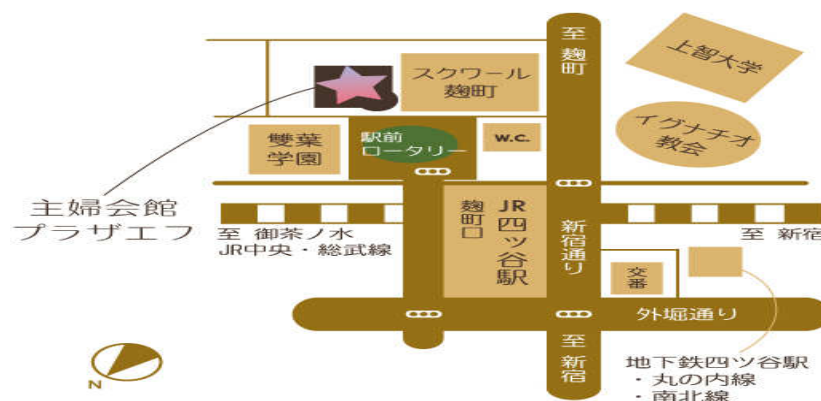 至 麹町
上智大学
スクワール
麹町
イグナチオ
教会
駅前
ロータリー
W.C.
雙葉
学園
主婦会館
プラザエフ
麹町口
JR四ツ谷駅
新宿通り
至 御茶ノ水
JR中央・総武線
至 新宿
交番
外堀通り
至 新宿
地下鉄四ツ谷駅
・丸の内線
・南北線
N